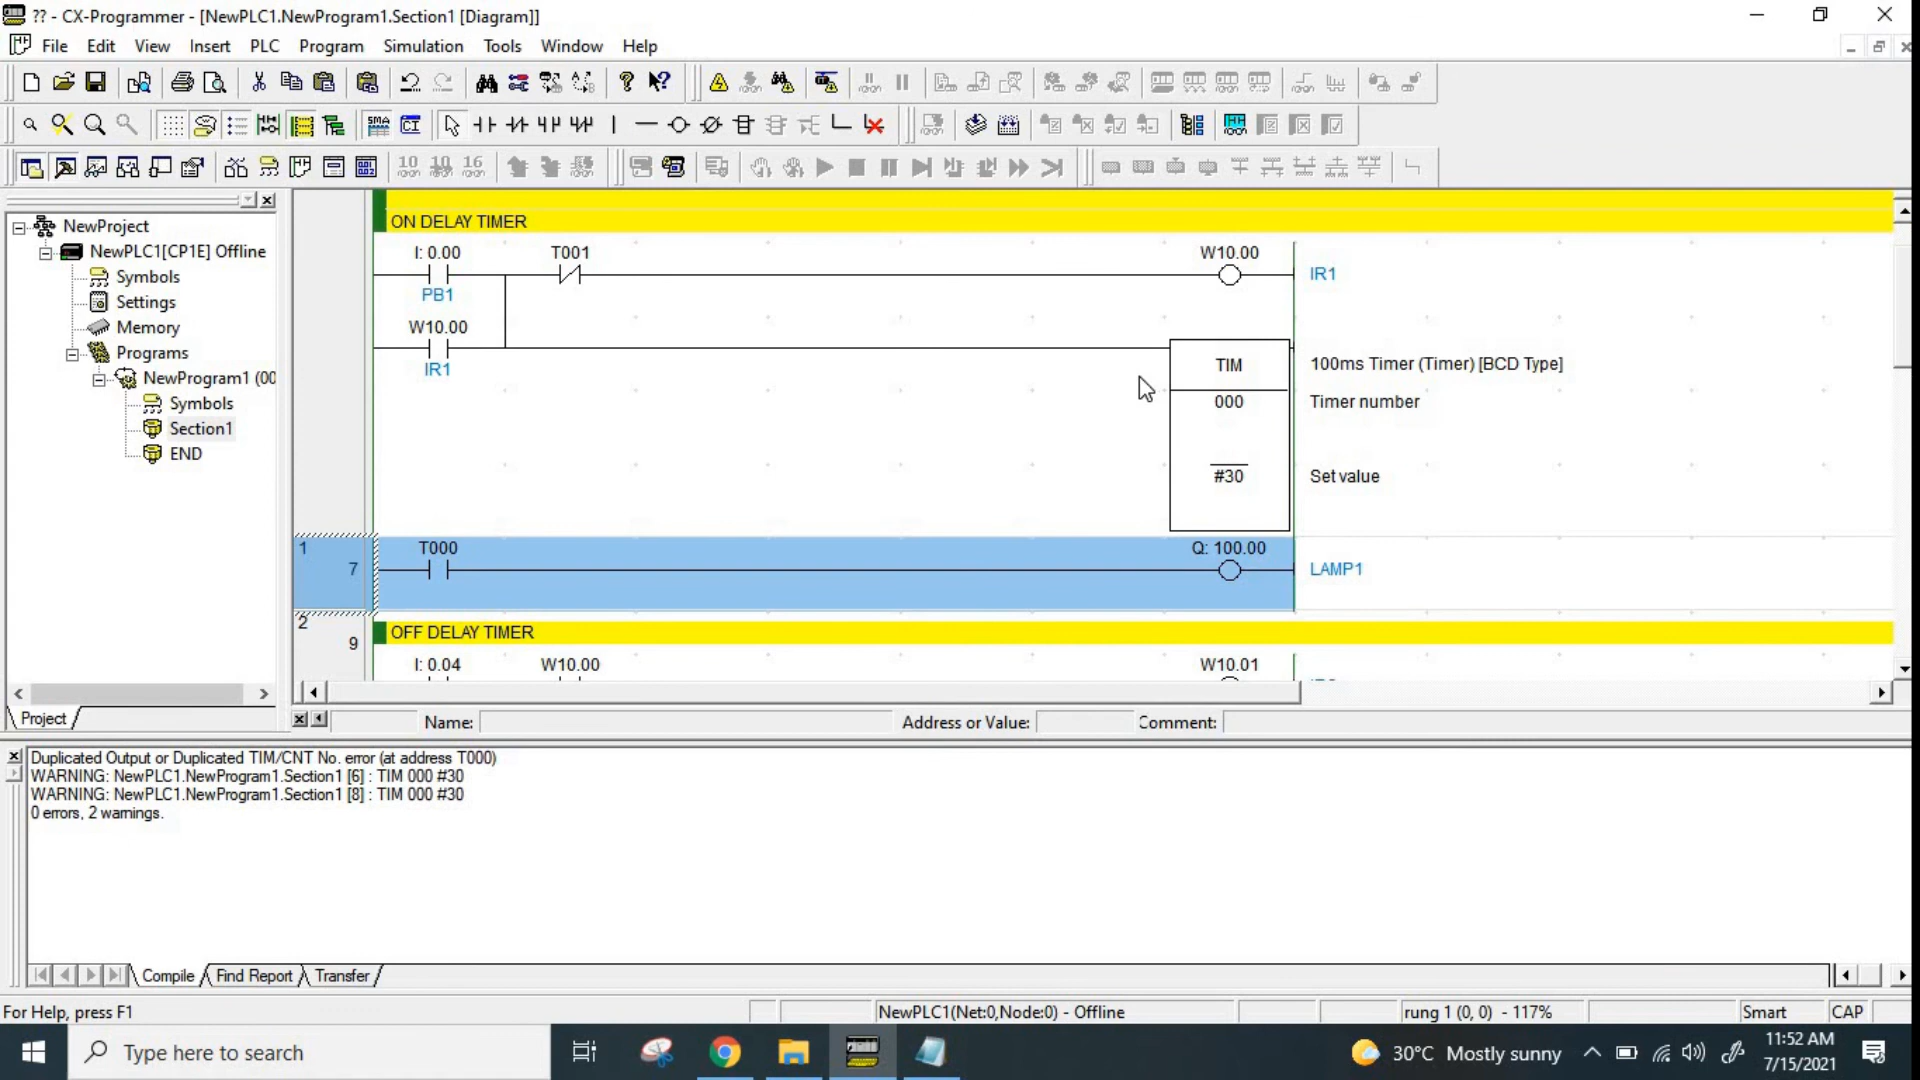 ?? - CX-Programmer - [NewPLC1.NewProgram1.Section1 [Diagram]]
File Edit View Insert PLC Program Simulation Tools Window Help
NewProject
NewPLC1[CP1E] Offline
Symbols
Settings
Memory
Programs
NewProgram1 (00
Symbols
Section1
END
Project
ON DELAY TIMER
I: 0.00 T001 W10.00
IR1
PB1
W10.00
IR1
TIM 100ms Timer (Timer) [BCD Type]
000 Timer number
#30 Set value
1 T000 Q: 100.00
7 LAMP1
2 OFF DELAY TIMER
9
I: 0.04 W10.00 W10.01
Name: Address or Value: Comment:
Duplicated Output or Duplicated TIM/CNT No. error (at address T000)
WARNING: NewPLC1.NewProgram1.Section1 [6] : TIM 000 #30
WARNING: NewPLC1.NewProgram1.Section1 [8] : TIM 000 #30
0 errors, 2 warnings.
Compile Find Report Transfer
For Help, press F1 NewPLC1(Net:0,Node:0) - Offline rung 1 (0, 0) - 117% Smart CAP
Type here to search 30°C Mostly sunny 11:52 AM
7/15/2021